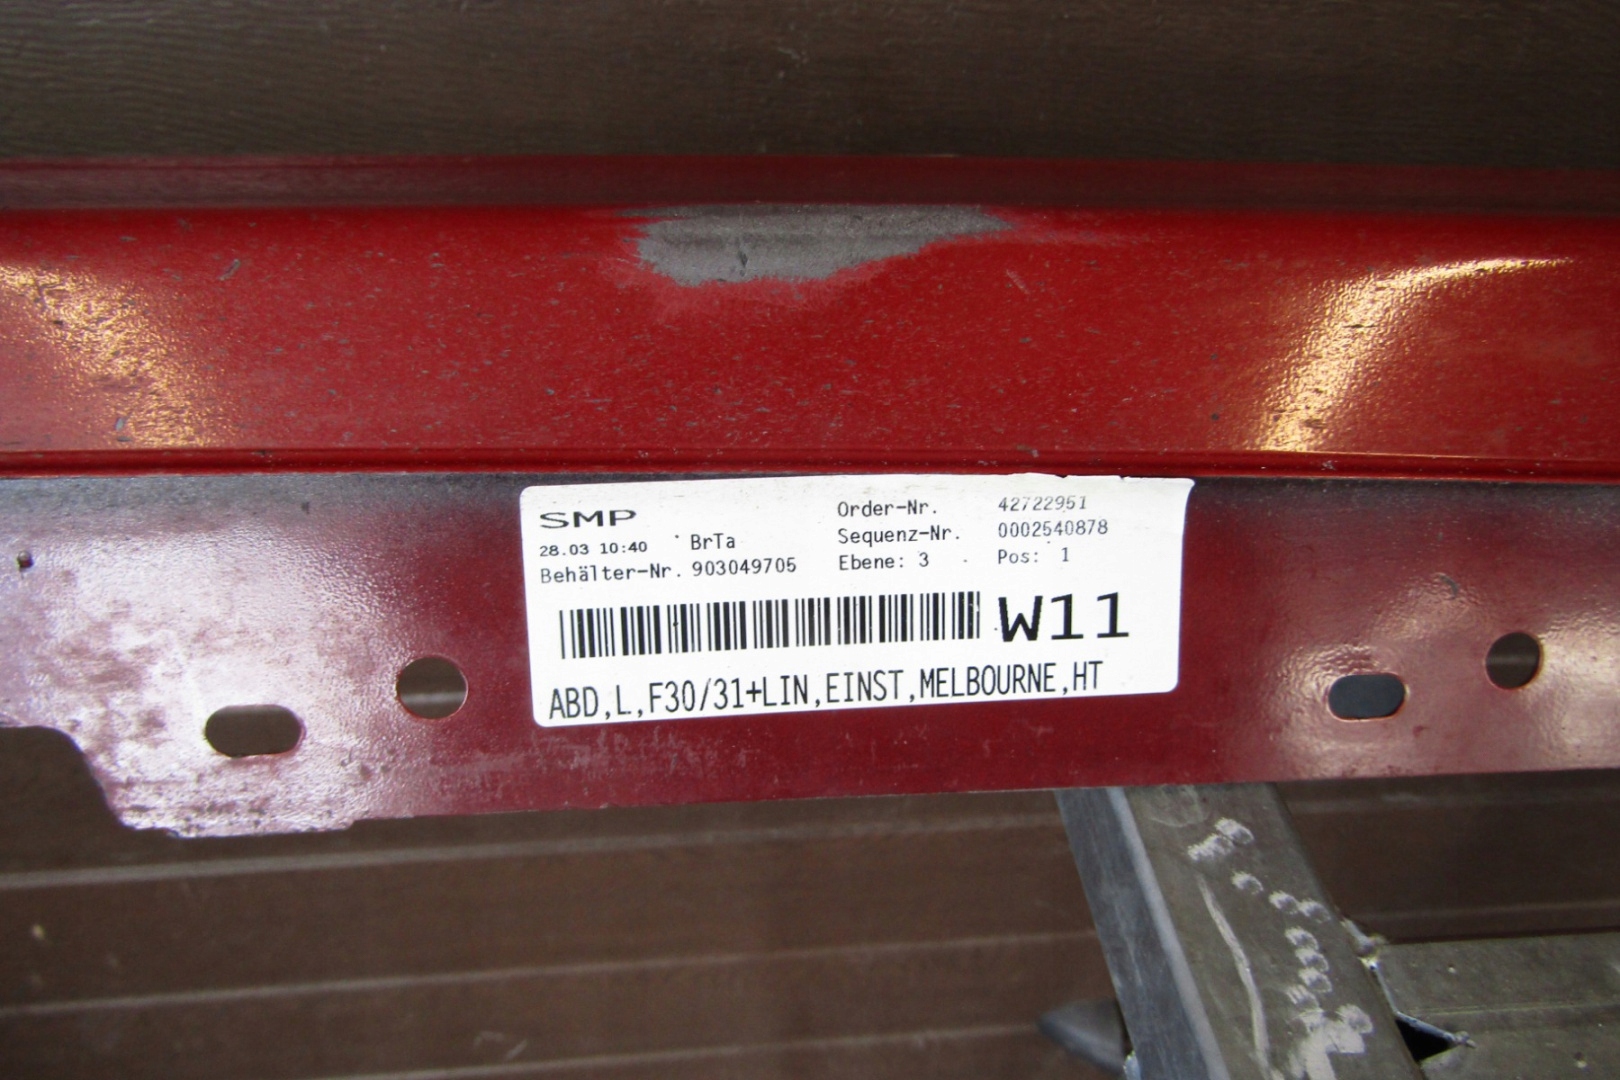 SMP
28.03 10:40 BrTa
Behälter-Nr. 903049705
Order-Nr. 42722951
Sequenz-Nr. 0002540878
Ebene: 3 Pos: 1
W11
ABD,L,F30/31+LIN,EINST,MELBOURNE,HT